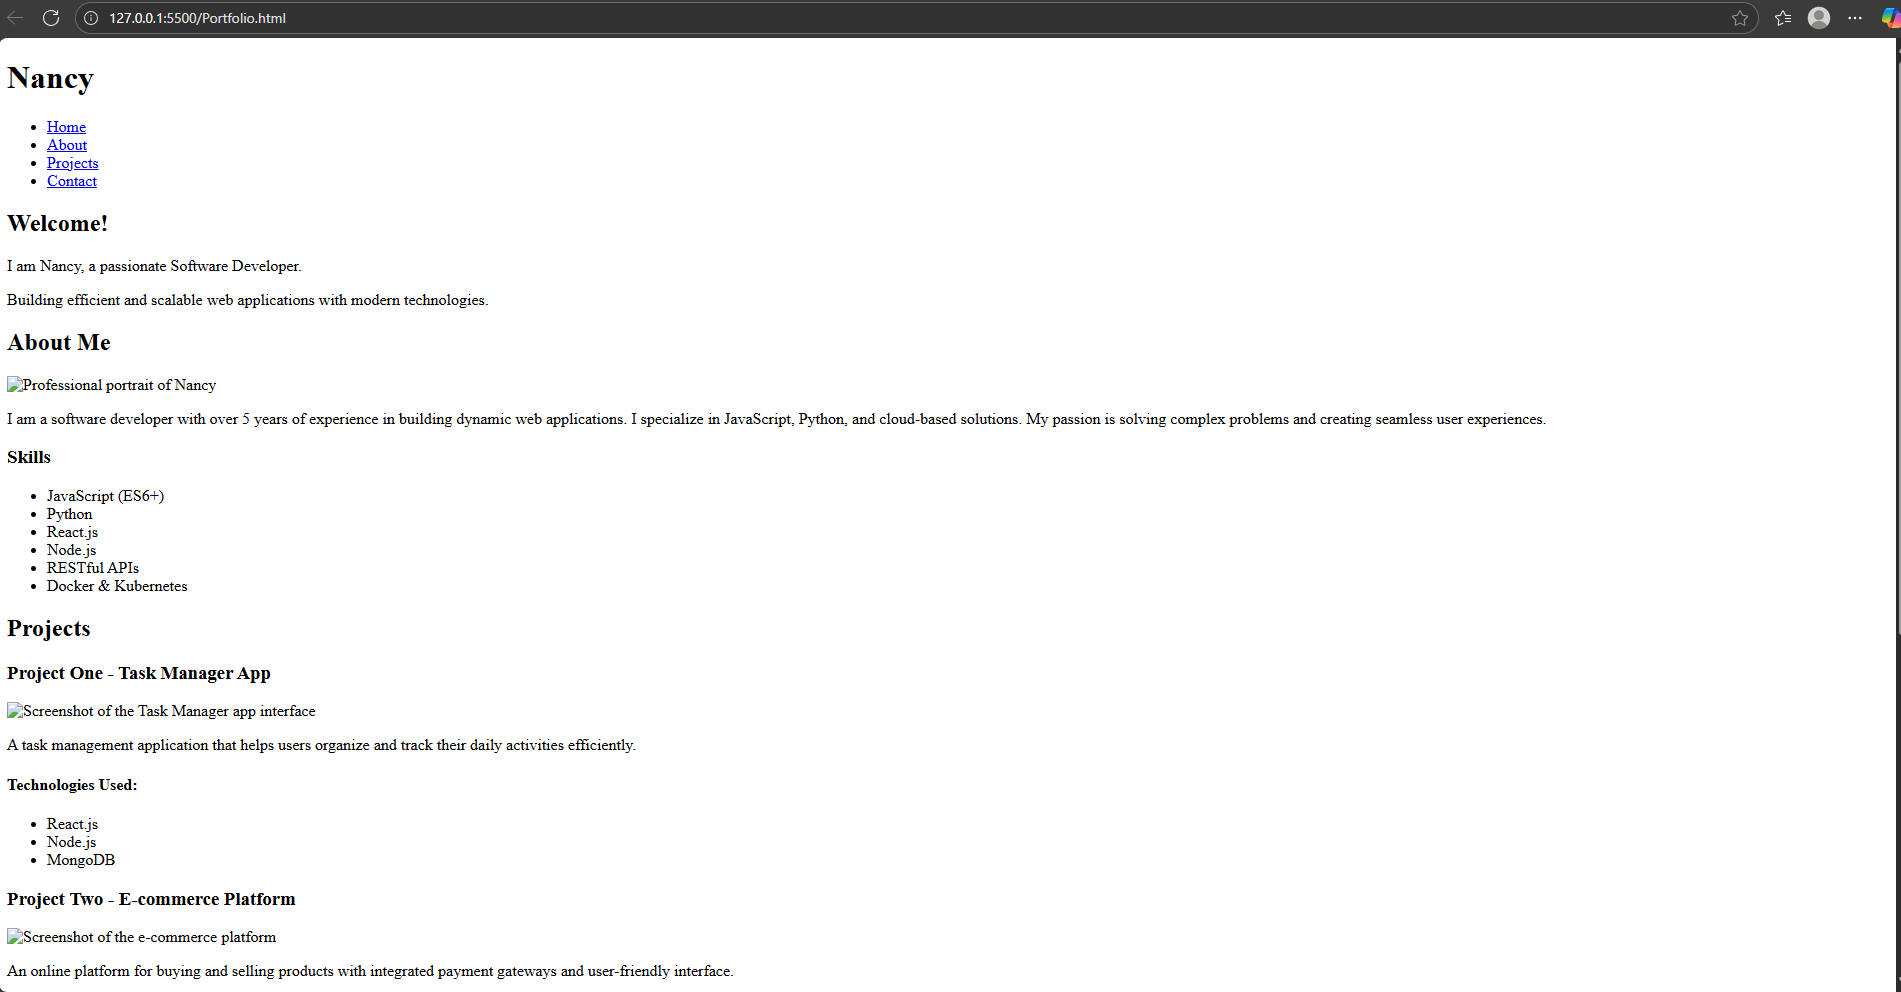 127.0.0.1:5500/Portfolio.html
Nancy
Home
About
Projects
Contact
Welcome!
I am Nancy, a passionate Software Developer.
Building efficient and scalable web applications with modern technologies.
About Me
Professional portrait of Nancy
I am a software developer with over 5 years of experience in building dynamic web applications. I specialize in JavaScript, Python, and cloud-based solutions. My passion is solving complex problems and creating seamless user experiences.
Skills
JavaScript (ES6+)
Python
React.js
Node.js
RESTful APIs
Docker & Kubernetes
Projects
Project One - Task Manager App
Screenshot of the Task Manager app interface
A task management application that helps users organize and track their daily activities efficiently.
Technologies Used:
React.js
Node.js
MongoDB
Project Two - E-commerce Platform
Screenshot of the e-commerce platform
An online platform for buying and selling products with integrated payment gateways and user-friendly interface.